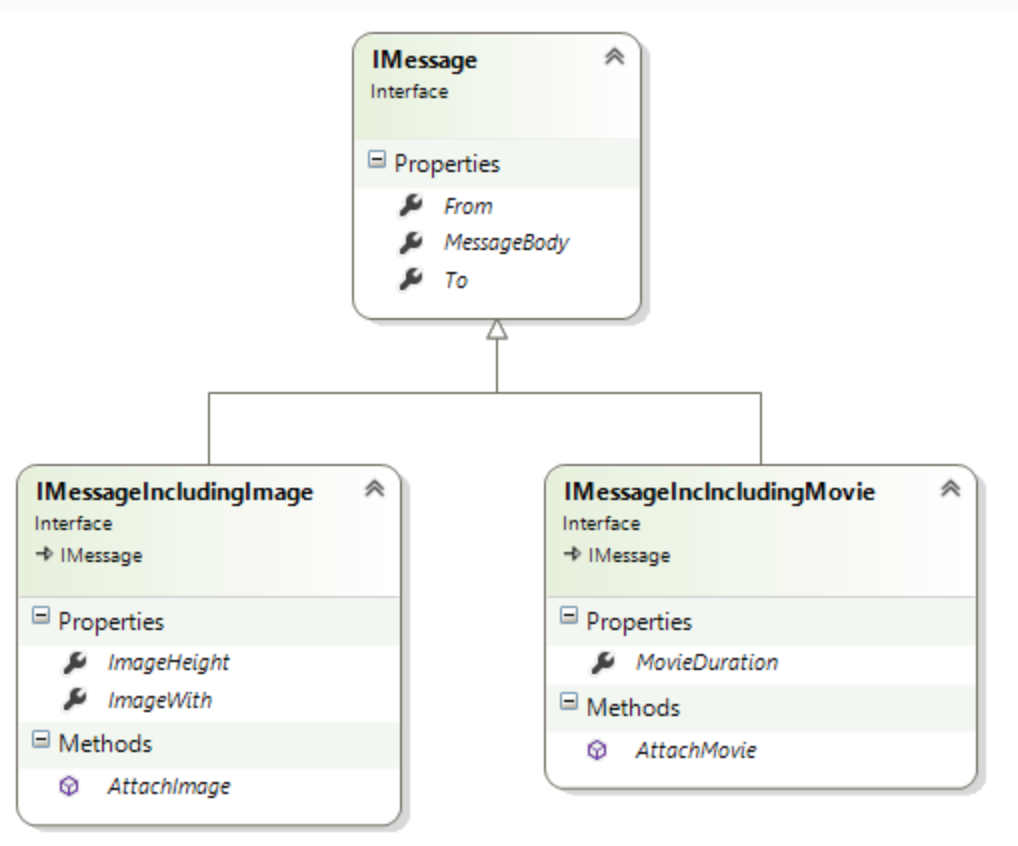 IMessage
Interface
Properties
From
MessageBody
To
IMessageIncludingImage
Interface
IMessage
Properties
ImageHeight
ImageWith
Methods
AttachImage
IMessageIncIncludingMovie
Interface
IMessage
Properties
MovieDuration
Methods
AttachMovie